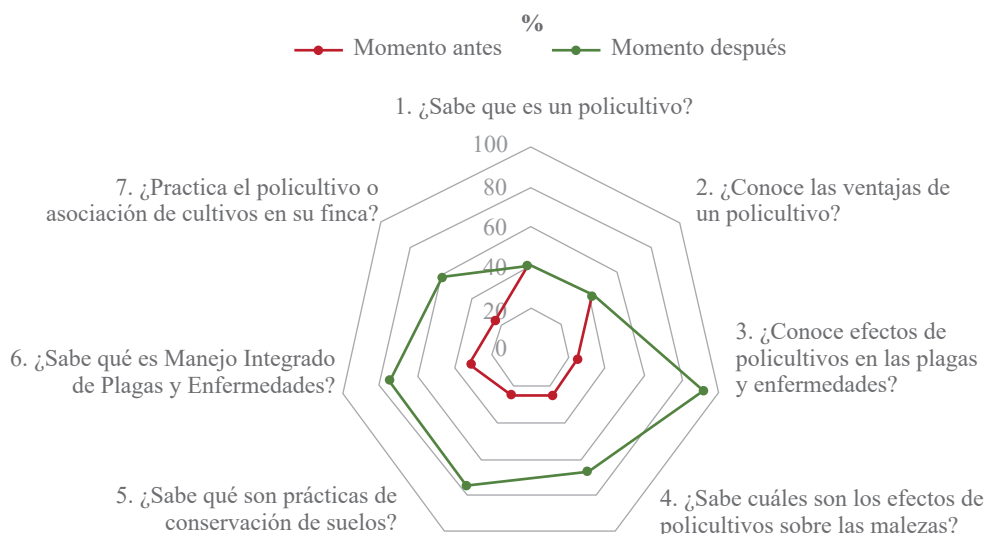 %
Momento antes
Momento después
1. ¿Sabe que es un policultivo?
100
80
60
40
20
0
2. ¿Conoce las ventajas de
un policultivo?
3. ¿Conoce efectos de
policultivos en las plagas
y enfermedades?
4. ¿Sabe cuáles son los efectos de
policultivos sobre las malezas?
5. ¿Sabe qué son prácticas de
conservación de suelos?
6. ¿Sabe qué es Manejo Integrado
de Plagas y Enfermedades?
7. ¿Practica el policultivo o
asociación de cultivos en su finca?